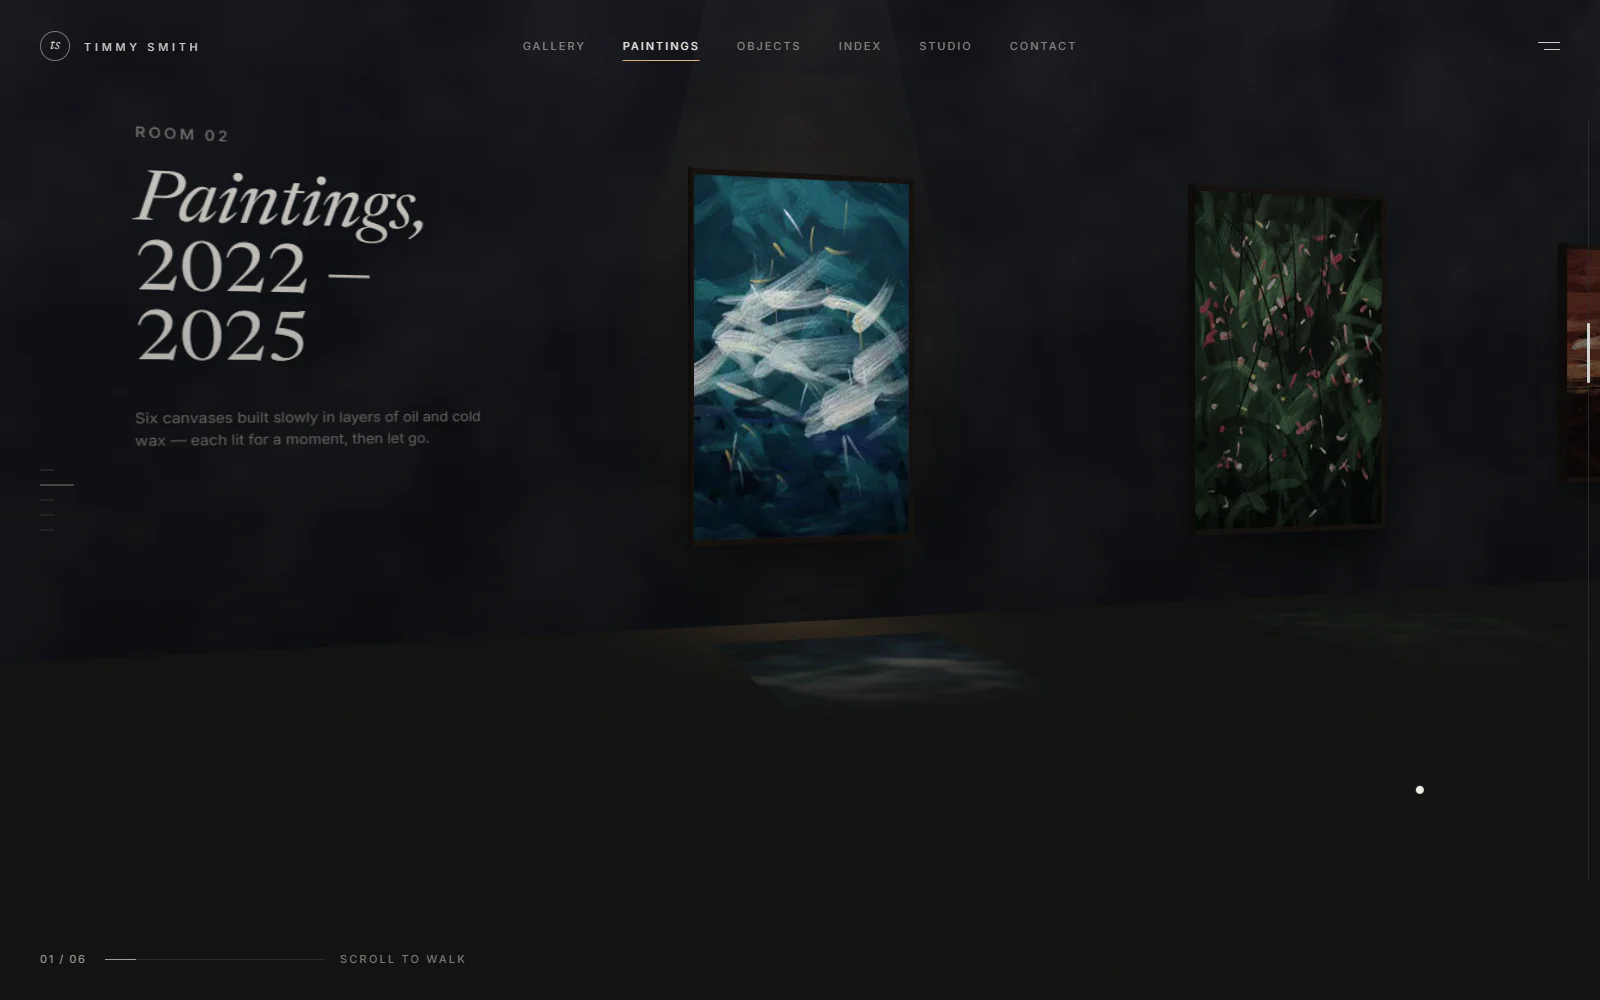 ts
TIMMY SMITH
GALLERY
PAINTINGS
OBJECTS
INDEX
STUDIO
CONTACT
ROOM 02
Paintings,
2022 —
2025
Six canvases built slowly in layers of oil and cold
wax — each lit for a moment, then let go.
01 / 06
SCROLL TO WALK